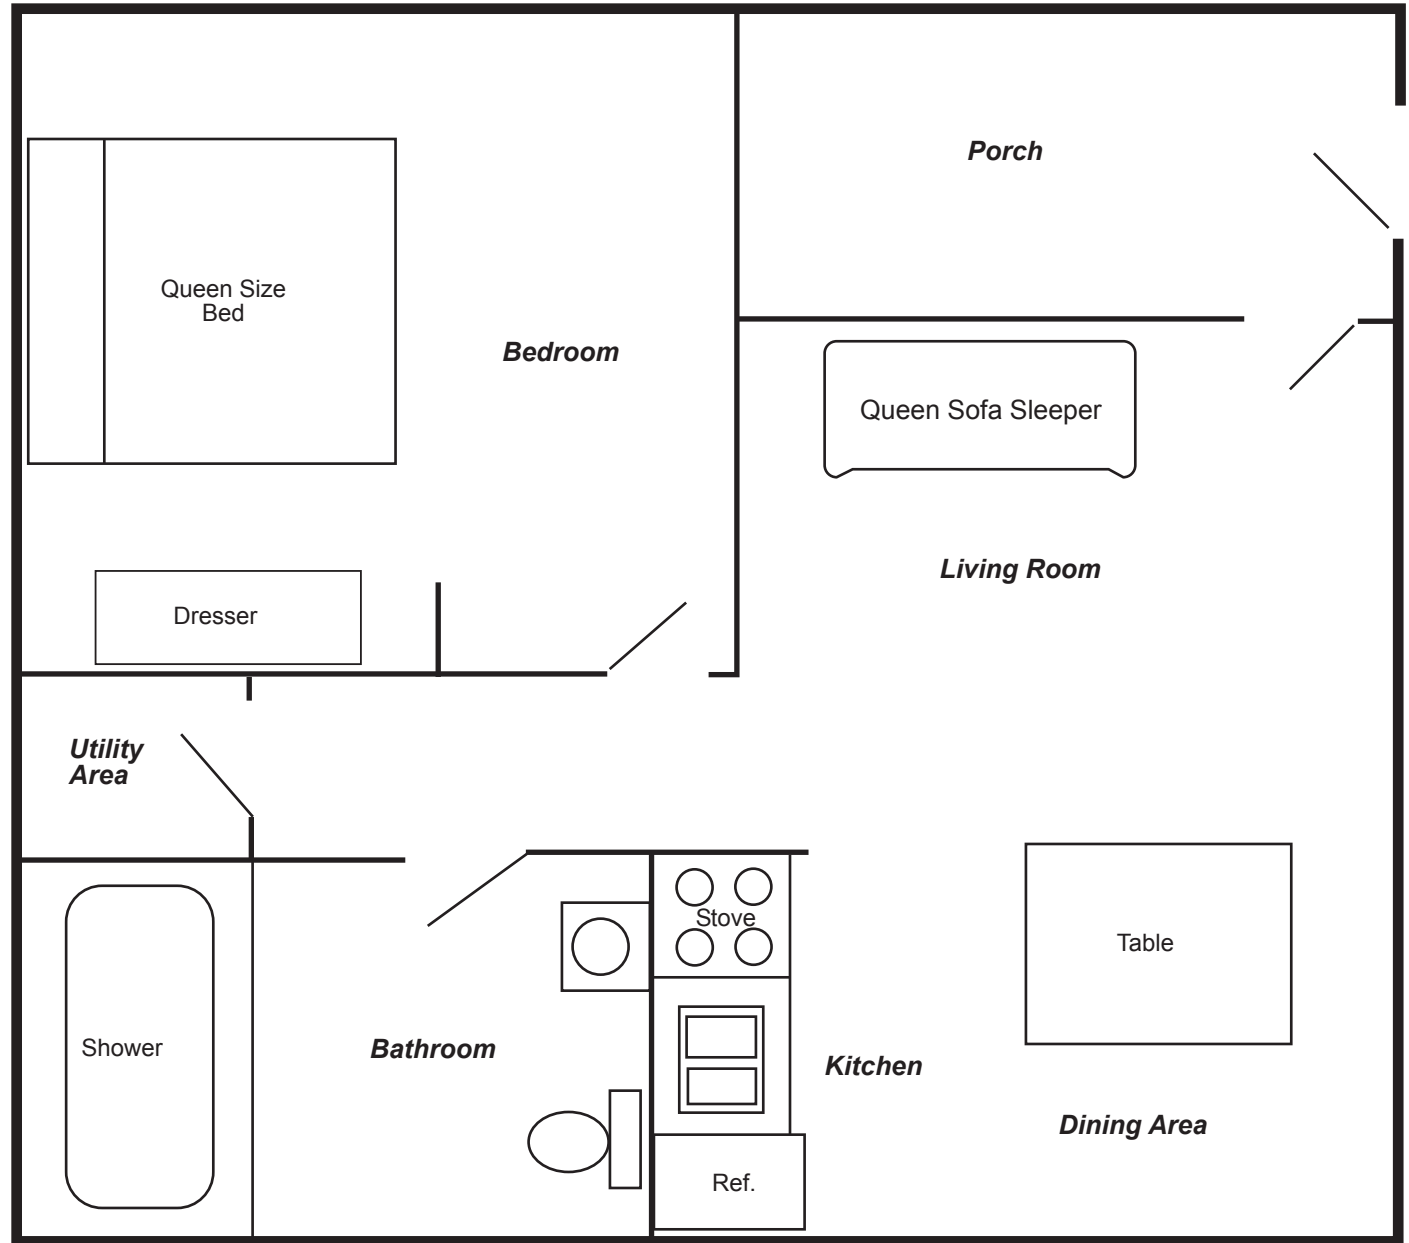 Porch
Queen Size
Bed
Bedroom
Queen Sofa Sleeper
Living Room
Dresser
Utility
Area
Stove
Table
Shower
Bathroom
Kitchen
Dining Area
Ref.